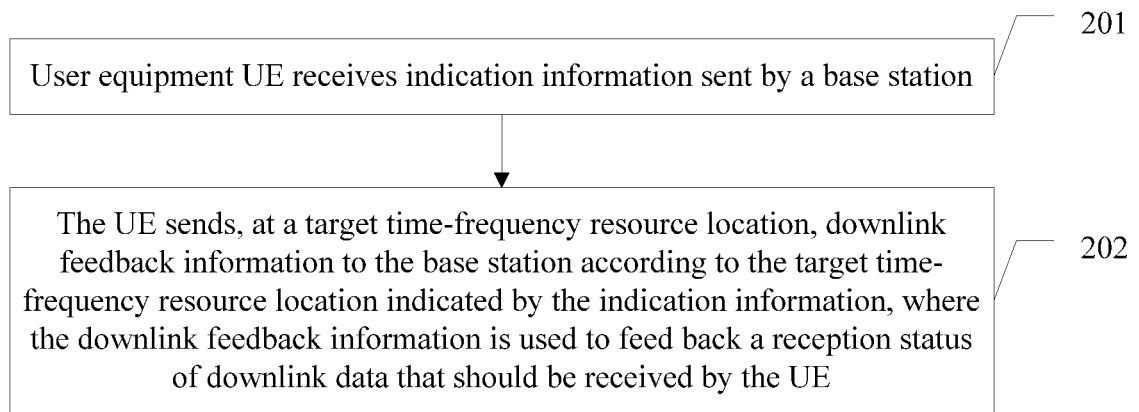 201
User equipment UE receives indication information sent by a base station
The UE sends, at a target time-frequency resource location, downlink
feedback information to the base station according to the target time-
frequency resource location indicated by the indication information, where
the downlink feedback information is used to feed back a reception status
of downlink data that should be received by the UE
202